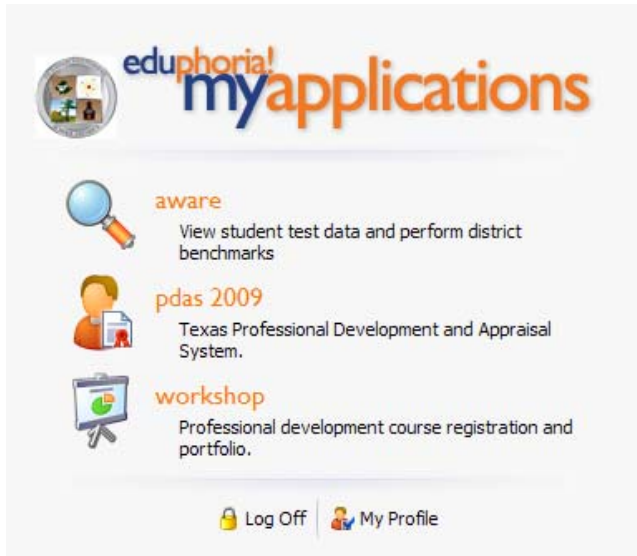 eduphoria!
myapplications
aware
View student test data and perform district
benchmarks
pdas 2009
Texas Professional Development and Appraisal
System.
workshop
Professional development course registration and
portfolio.
Log Off
My Profile